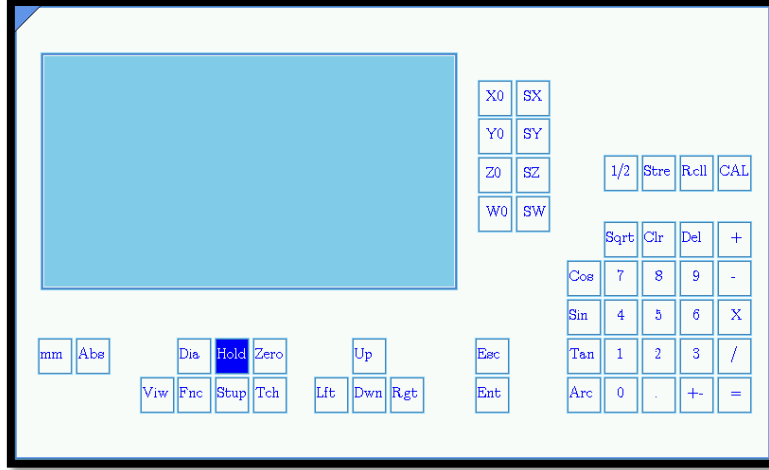 X0 SX
Y0 SY
1/2 Stre Rcll CAL
Z0 SZ
W0 SW
Sqrt Clr Del +
Cos 7 8 9 -
Sin 4 5 6 X
mm Abs Dia Hold Zero Up Esc Tan 1 2 3 /
Viw Fnc Stup Tch Lft Dwn Rgt Ent Arc 0 . +- =